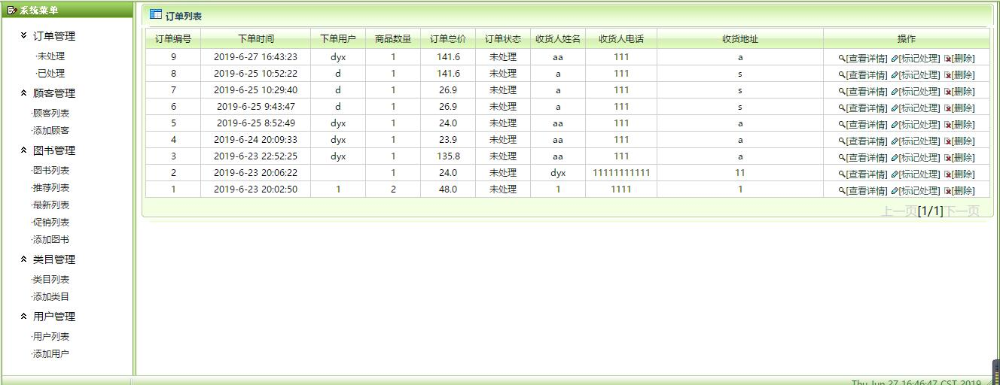 系统菜单
订单管理
·未处理
·已处理
顾客管理
·顾客列表
·添加顾客
图书管理
·图书列表
·推荐列表
·最新列表
·促销列表
·添加图书
类目管理
·类目列表
·添加类目
用户管理
·用户列表
·添加用户
订单列表
订单编号 下单时间 下单用户 商品数量 订单总价 订单状态 收货人姓名 收货人电话 收货地址 操作
9 2019-6-27 16:43:23 dyx 1 141.6 未处理 aa 111 a [查看详情] [标记处理] [删除]
8 2019-6-25 10:52:22 d 1 141.6 未处理 a 111 s [查看详情] [标记处理] [删除]
7 2019-6-25 10:29:40 d 1 26.9 未处理 a 111 s [查看详情] [标记处理] [删除]
6 2019-6-25 9:43:47 d 1 26.9 未处理 a 111 s [查看详情] [标记处理] [删除]
5 2019-6-25 8:52:49 dyx 1 24.0 未处理 aa 111 a [查看详情] [标记处理] [删除]
4 2019-6-24 20:09:33 dyx 1 23.9 未处理 aa 111 a [查看详情] [标记处理] [删除]
3 2019-6-23 22:52:25 dyx 1 135.8 未处理 aa 111 a [查看详情] [标记处理] [删除]
2 2019-6-23 20:06:22 1 24.0 未处理 dyx 11111111111 11 [查看详情] [标记处理] [删除]
1 2019-6-23 20:02:50 1 2 48.0 未处理 1 1111 1 [查看详情] [标记处理] [删除]
上一页[1/1]下一页
Thu Jun 27 16:46:47 CST 2019